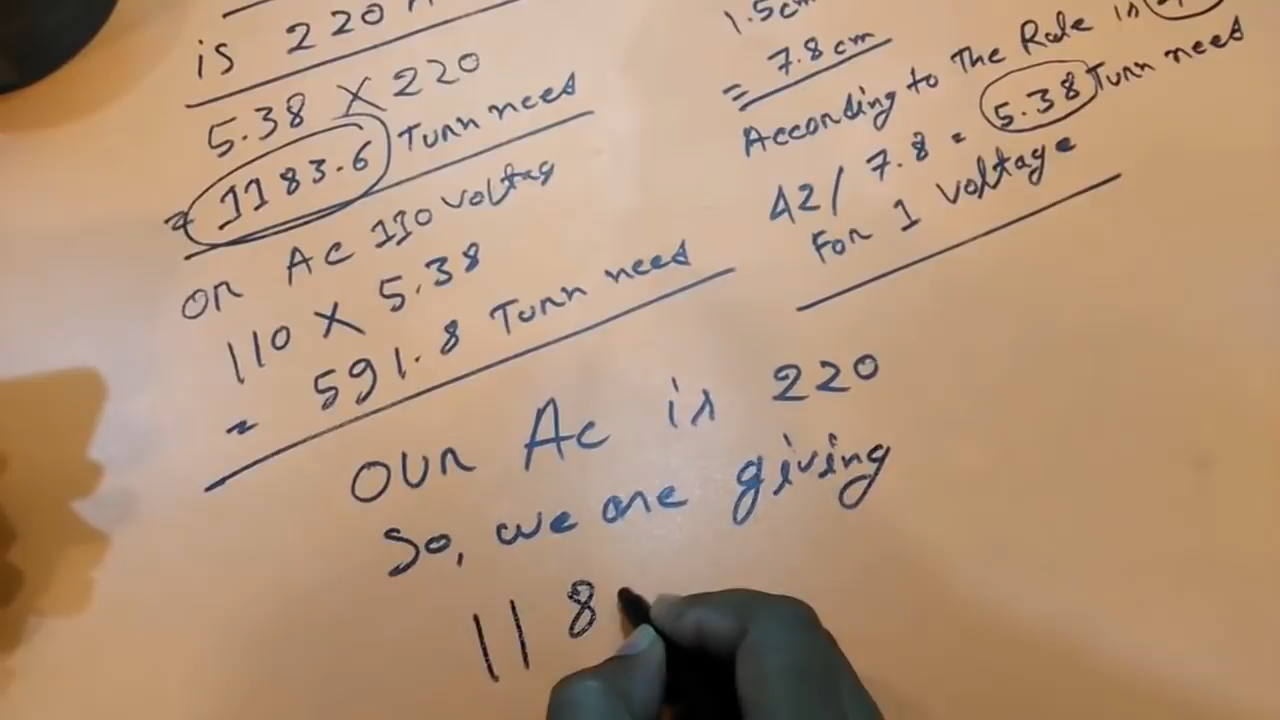 is 220
5.38 X 220
= 1183.6 Turn need
OR AC 110 voltag
110 X 5.38
= 591.8 Turn need
1.5cm
= 7.8 cm
According to the Rule is
42/ 7.8 = 5.38 Turn need
For 1 voltage
OUR AC is 220
So, we are giving
118